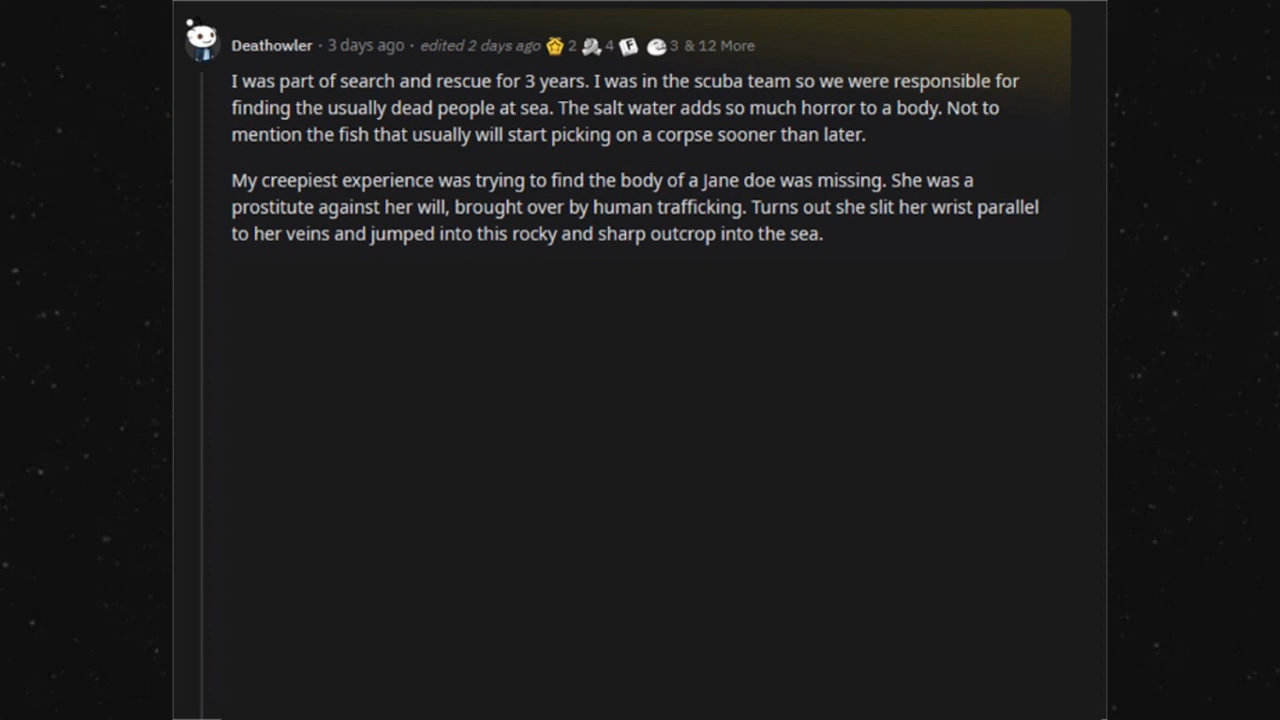 Deathowler · 3 days ago · edited 2 days ago 2 4 F 3 & 12 More
I was part of search and rescue for 3 years. I was in the scuba team so we were responsible for
finding the usually dead people at sea. The salt water adds so much horror to a body. Not to
mention the fish that usually will start picking on a corpse sooner than later.
My creepiest experience was trying to find the body of a Jane doe was missing. She was a
prostitute against her will, brought over by human trafficking. Turns out she slit her wrist parallel
to her veins and jumped into this rocky and sharp outcrop into the sea.